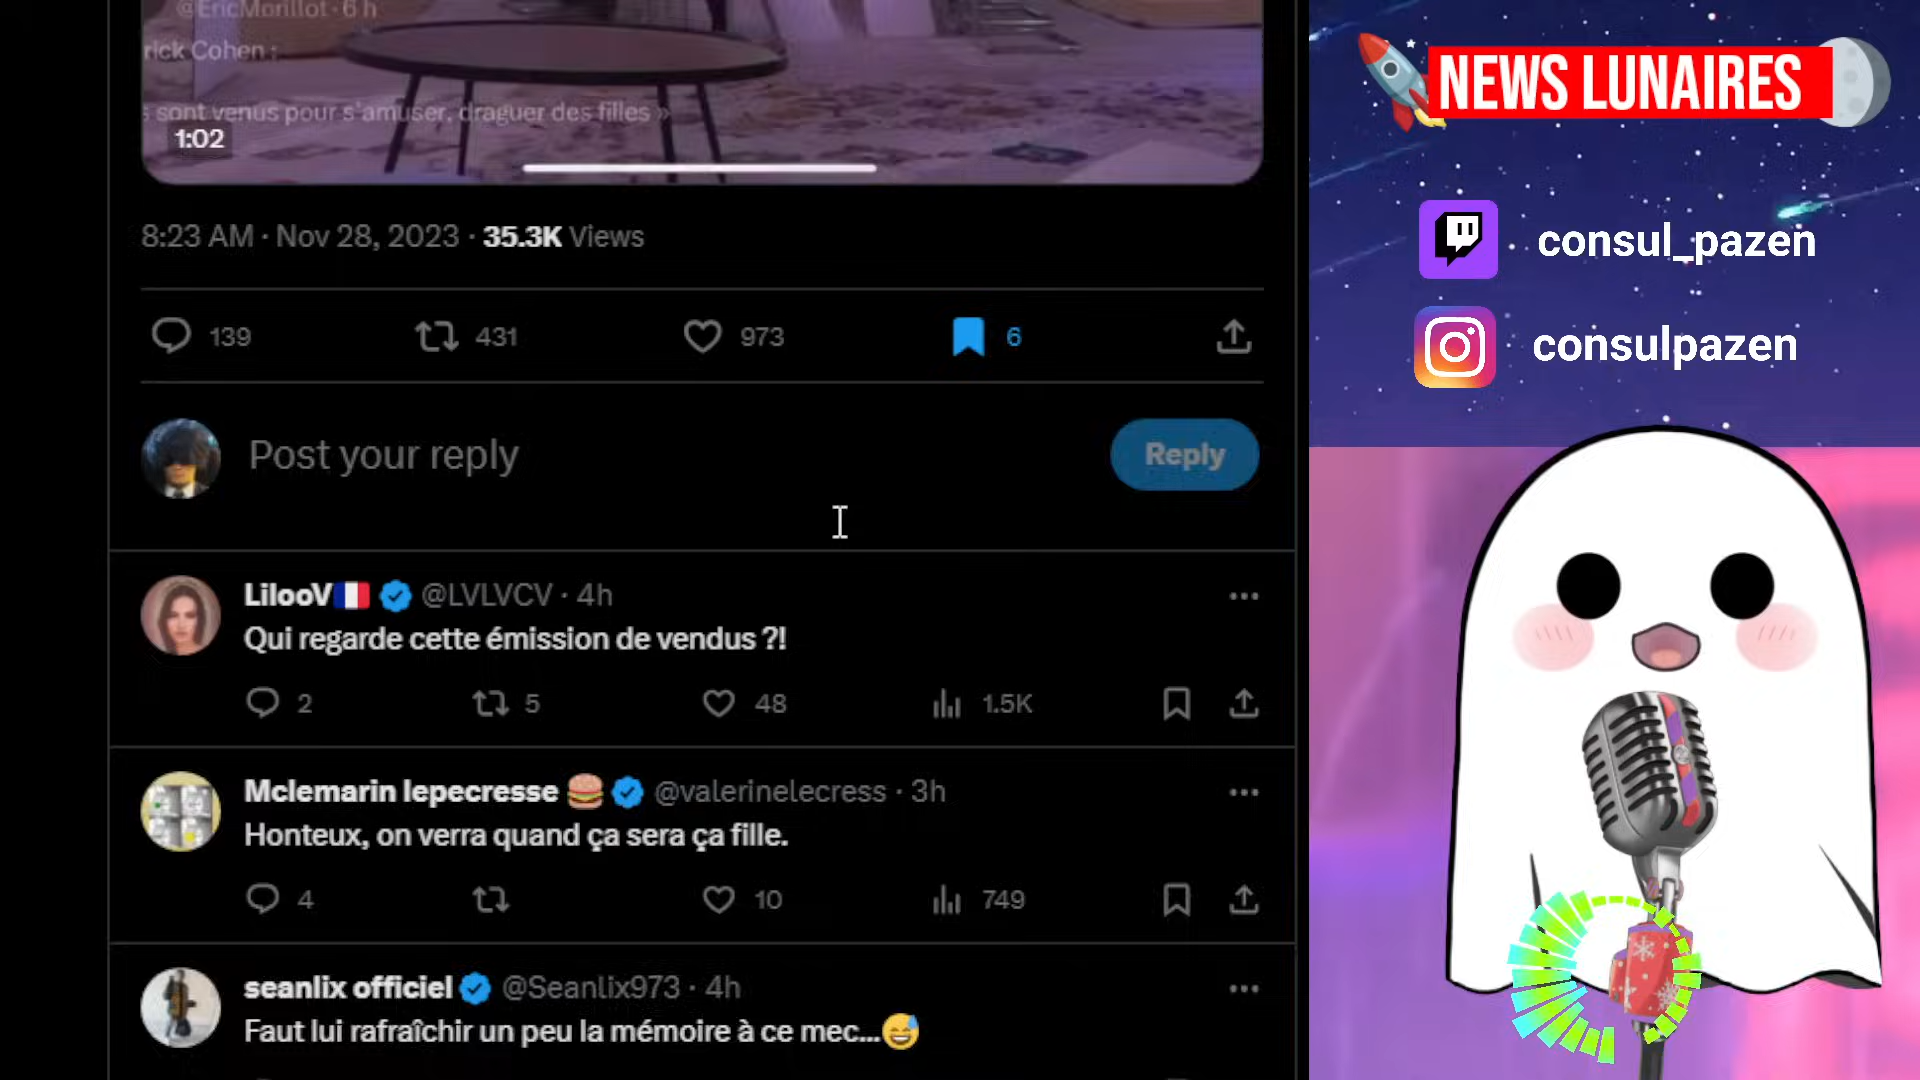 @EricMorillot · 6 h
rick Cohen :
sont venus pour s'amuser, draguer des filles »
1:02
8:23 AM · Nov 28, 2023 · 35.3K Views
139 431 973 6
Post your reply
Reply
LilooV🇫🇷 @LVLVCV · 4h
Qui regarde cette émission de vendus ?!
2 5 48 1.5K
Mclemarin lepecresse 🍔 @valerinelecress · 3h
Honteux, on verra quand ça sera ça fille.
4 10 749
seanlix officiel @Seanlix973 · 4h
Faut lui rafraîchir un peu la mémoire à ce mec...😅
NEWS LUNAIRES
consul_pazen
consulpazen